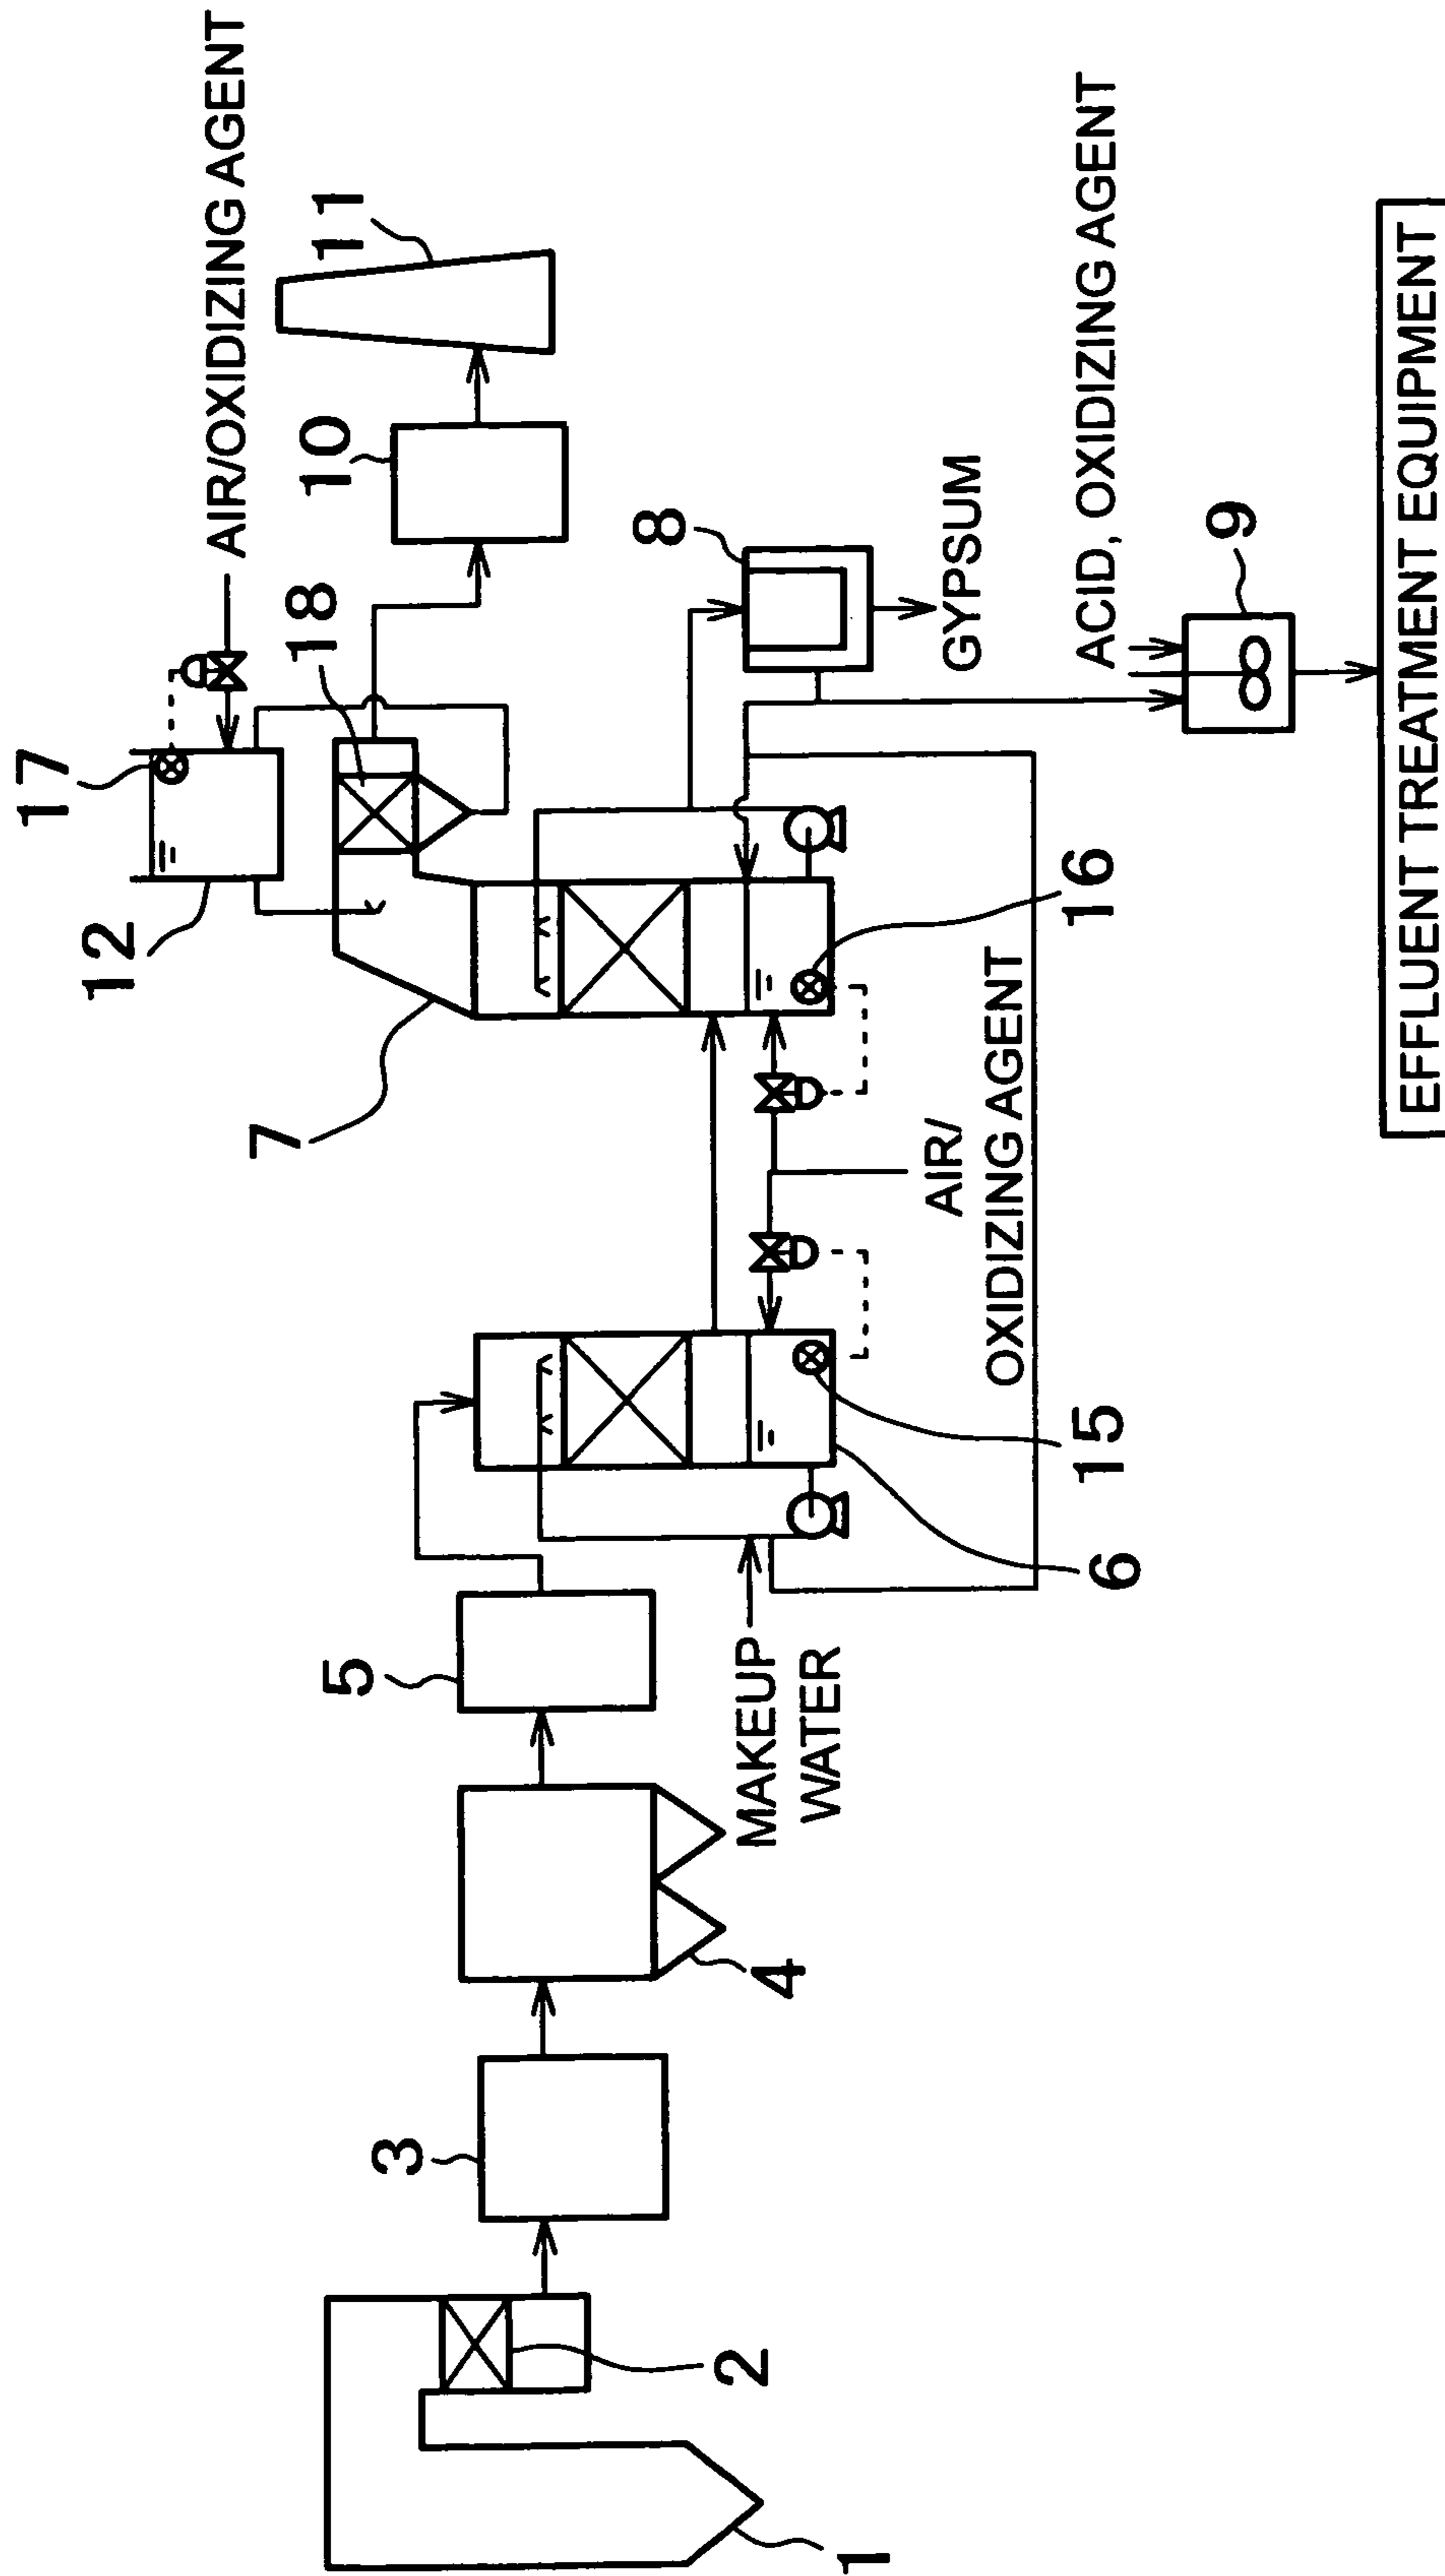 17
AIR/OXIDIZING AGENT
12
18
10
11
7
8
GYPSUM
5
3
16
ACID, OXIDIZING AGENT
9
MAKEUP
WATER
AIR/
OXIDIZING AGENT
4
2
15
6
1
EFFLUENT TREATMENT EQUIPMENT